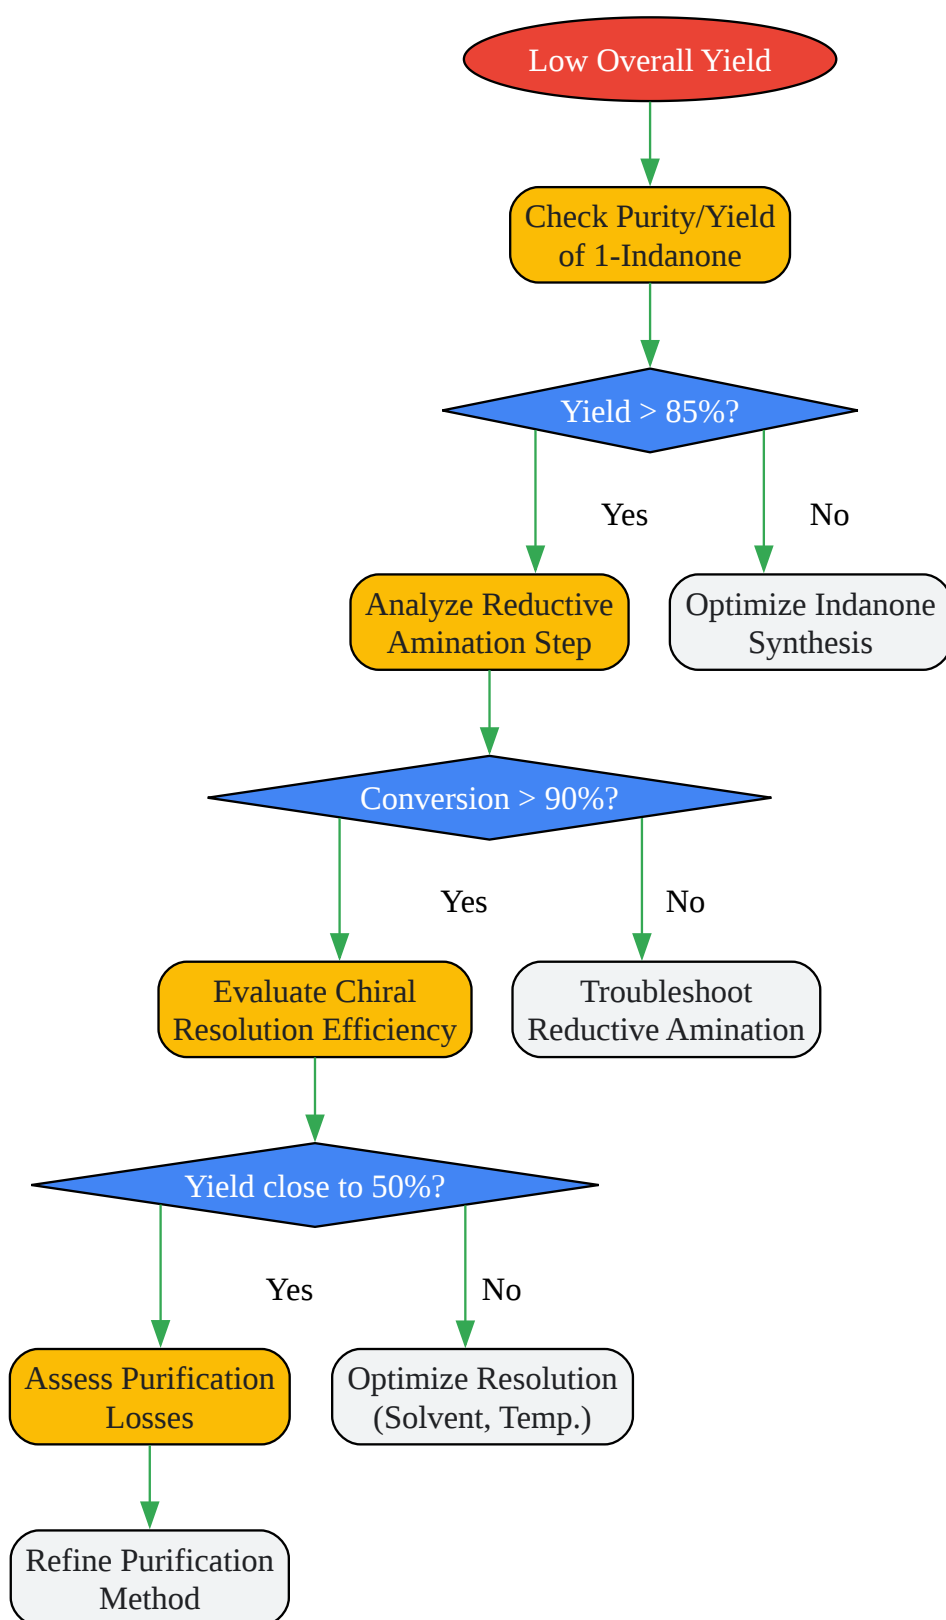 Low Overall Yield
Check Purity/Yield
of 1-Indanone
Yield > 85%?
Yes
No
Analyze Reductive
Amination Step
Optimize Indanone
Synthesis
Conversion > 90%?
Yes
No
Evaluate Chiral
Resolution Efficiency
Troubleshoot
Reductive Amination
Yield close to 50%?
Yes
No
Assess Purification
Losses
Optimize Resolution
(Solvent, Temp.)
Refine Purification
Method